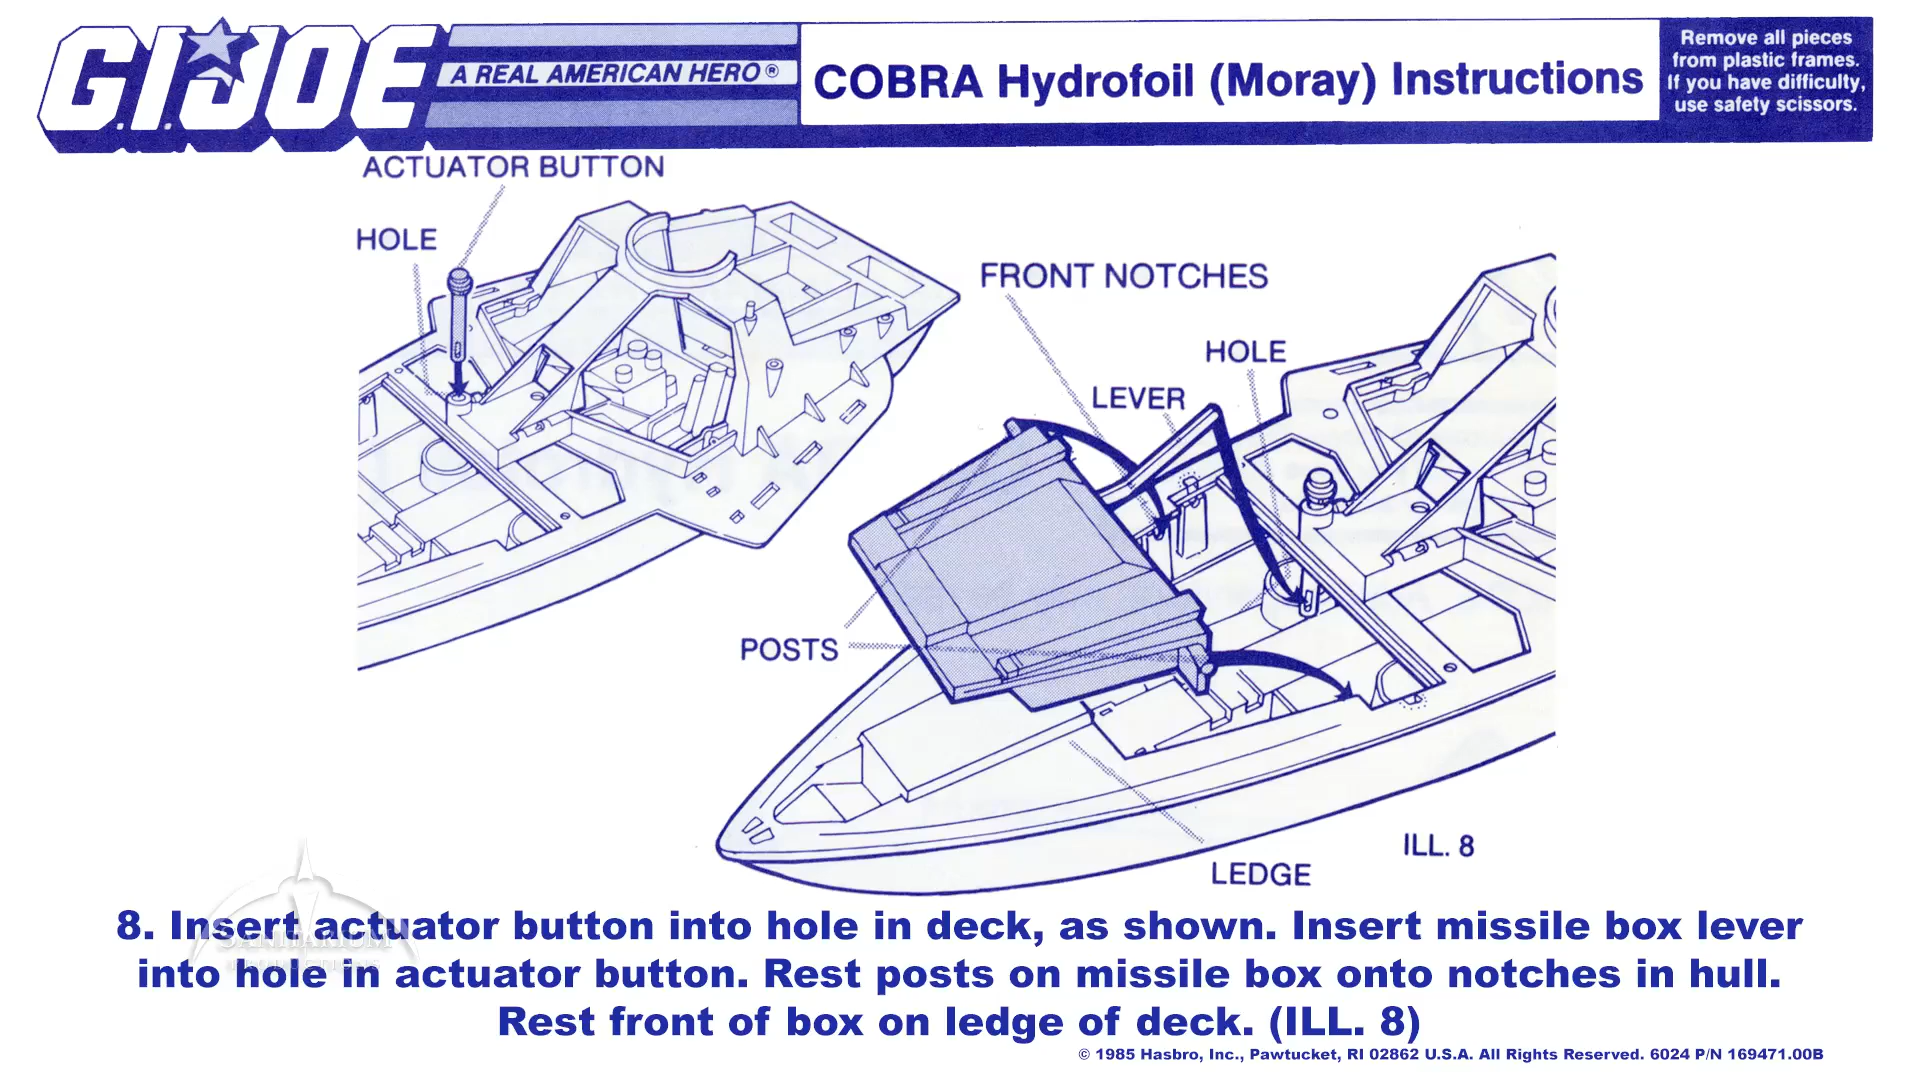 G.I. JOE
A REAL AMERICAN HERO®
COBRA Hydrofoil (Moray) Instructions
Remove all pieces
from plastic frames.
If you have difficulty,
use safety scissors.
ACTUATOR BUTTON
HOLE
FRONT NOTCHES
HOLE
LEVER
POSTS
ILL. 8
LEDGE
8. Insert actuator button into hole in deck, as shown. Insert missile box lever
into hole in actuator button. Rest posts on missile box onto notches in hull.
Rest front of box on ledge of deck. (ILL. 8)
SANITARIUM
PRODUCTIONS
© 1985 Hasbro, Inc., Pawtucket, RI 02862 U.S.A. All Rights Reserved. 6024 P/N 169471.00B